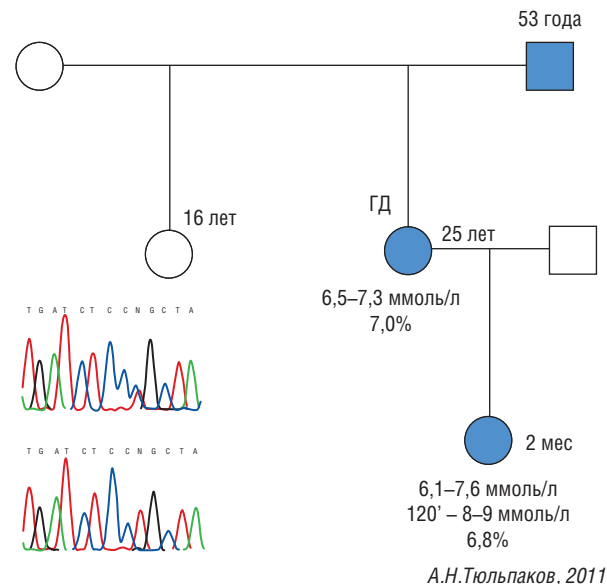 53 года
16 лет
ГД
25 лет
6,5–7,3 ммоль/л
7,0%
T G A T C T C C N G C T A
2 мес
T G A T C T C C N G C T A
6,1–7,6 ммоль/л
120’ – 8–9 ммоль/л
6,8%
А.Н.Тюльпаков, 2011